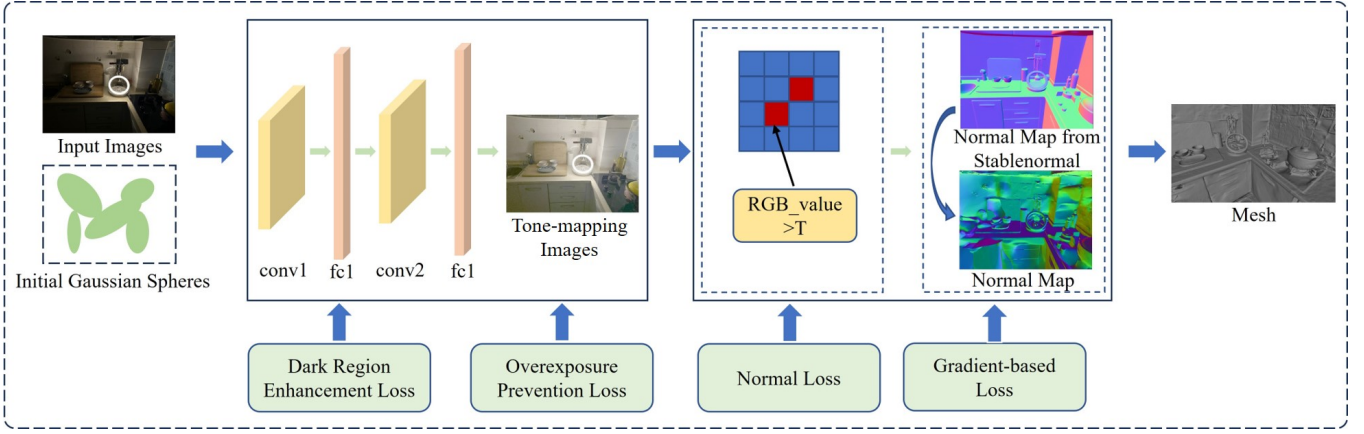 Input Images
Initial Gaussian Spheres
conv1
fc1
conv2
fc1
Tone-mapping
Images
Dark Region
Enhancement Loss
Overexposure
Prevention Loss
RGB_value
>T
Normal Map from
Stablenormal
Normal Map
Normal Loss
Gradient-based
Loss
Mesh